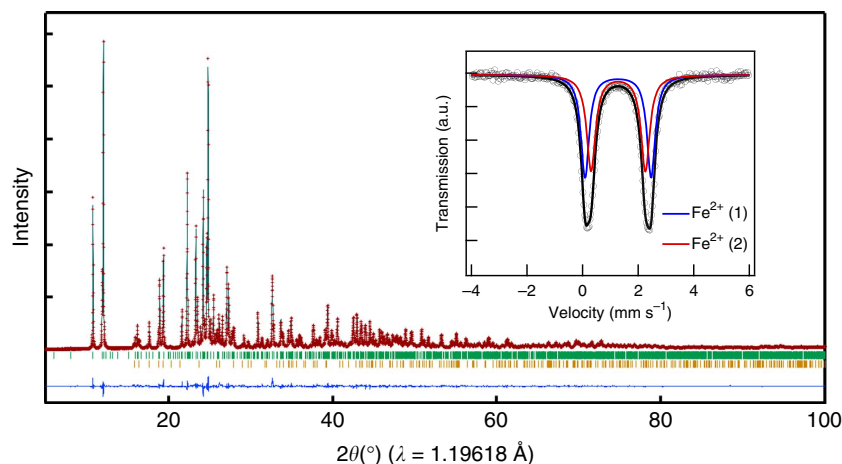 Intensity
Transmission (a.u.)
Fe²⁺ (1)
Fe²⁺ (2)
−4 −2 0 2 4 6
Velocity (mm s⁻¹)
20 40 60 80 100
2θ(°) (λ = 1.19618 Å)